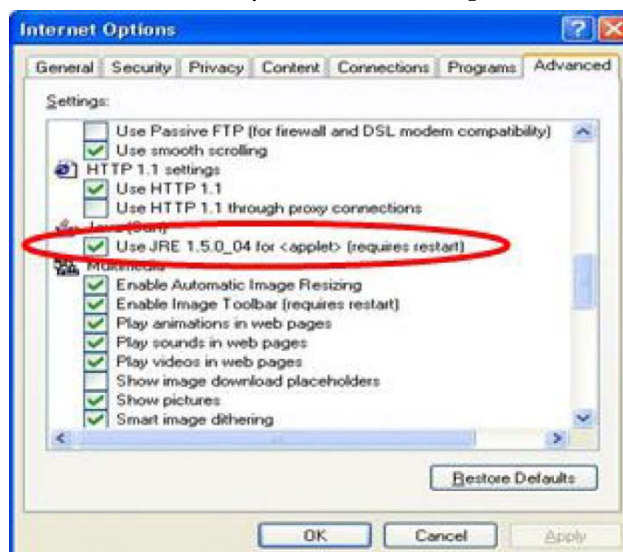 Internet Options
General Security Privacy Content Connections Programs Advanced
Settings:
Use Passive FTP (for firewall and DSL modem compatibility)
Use smooth scrolling
HTTP 1.1 settings
Use HTTP 1.1
Use HTTP 1.1 through proxy connections
Java (Sun)
Use JRE 1.5.0_04 for <applet> (requires restart)
Multimedia
Enable Automatic Image Resizing
Enable Image Toolbar (requires restart)
Play animations in web pages
Play sounds in web pages
Play videos in web pages
Show image download placeholders
Show pictures
Smart image dithering
Restore Defaults
OK Cancel Apply